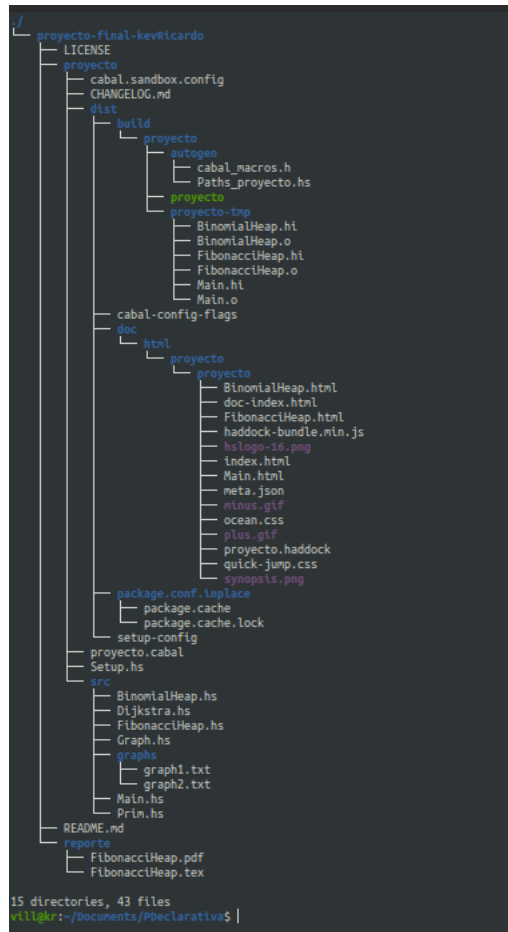 ./
└── proyecto-final-kevRicardo
    ├── LICENSE
    ├── proyecto
    │   ├── cabal.sandbox.config
    │   ├── CHANGELOG.md
    │   ├── dist
    │   │   ├── build
    │   │   │   └── proyecto
    │   │   │       ├── autogen
    │   │   │       │   ├── cabal_macros.h
    │   │   │       │   └── Paths_proyecto.hs
    │   │   │       ├── proyecto
    │   │   │       └── proyecto-tmp
    │   │   │           ├── BinomialHeap.hi
    │   │   │           ├── BinomialHeap.o
    │   │   │           ├── FibonacciHeap.hi
    │   │   │           ├── FibonacciHeap.o
    │   │   │           ├── Main.hi
    │   │   │           └── Main.o
    │   │   ├── cabal-config-flags
    │   │   ├── doc
    │   │   │   └── html
    │   │   │       └── proyecto
    │   │   │           └── proyecto
    │   │   │               ├── BinomialHeap.html
    │   │   │               ├── doc-index.html
    │   │   │               ├── FibonacciHeap.html
    │   │   │               ├── haddock-bundle.min.js
    │   │   │               ├── hslogo-16.png
    │   │   │               ├── index.html
    │   │   │               ├── Main.html
    │   │   │               ├── meta.json
    │   │   │               ├── minus.gif
    │   │   │               ├── ocean.css
    │   │   │               ├── plus.gif
    │   │   │               ├── proyecto.haddock
    │   │   │               ├── quick-jump.css
    │   │   │               └── synopsis.png
    │   │   ├── package.conf.inplace
    │   │   │   ├── package.cache
    │   │   │   └── package.cache.lock
    │   │   └── setup-config
    │   ├── proyecto.cabal
    │   ├── Setup.hs
    │   └── src
    │       ├── BinomialHeap.hs
    │       ├── Dijkstra.hs
    │       ├── FibonacciHeap.hs
    │       ├── Graph.hs
    │       ├── graphs
    │       │   ├── graph1.txt
    │       │   └── graph2.txt
    │       ├── Main.hs
    │       └── Prim.hs
    ├── README.md
    └── reporte
        ├── FibonacciHeap.pdf
        └── FibonacciHeap.tex
15 directories, 43 files
vill@kr:~/Documents/PDeclarativa$